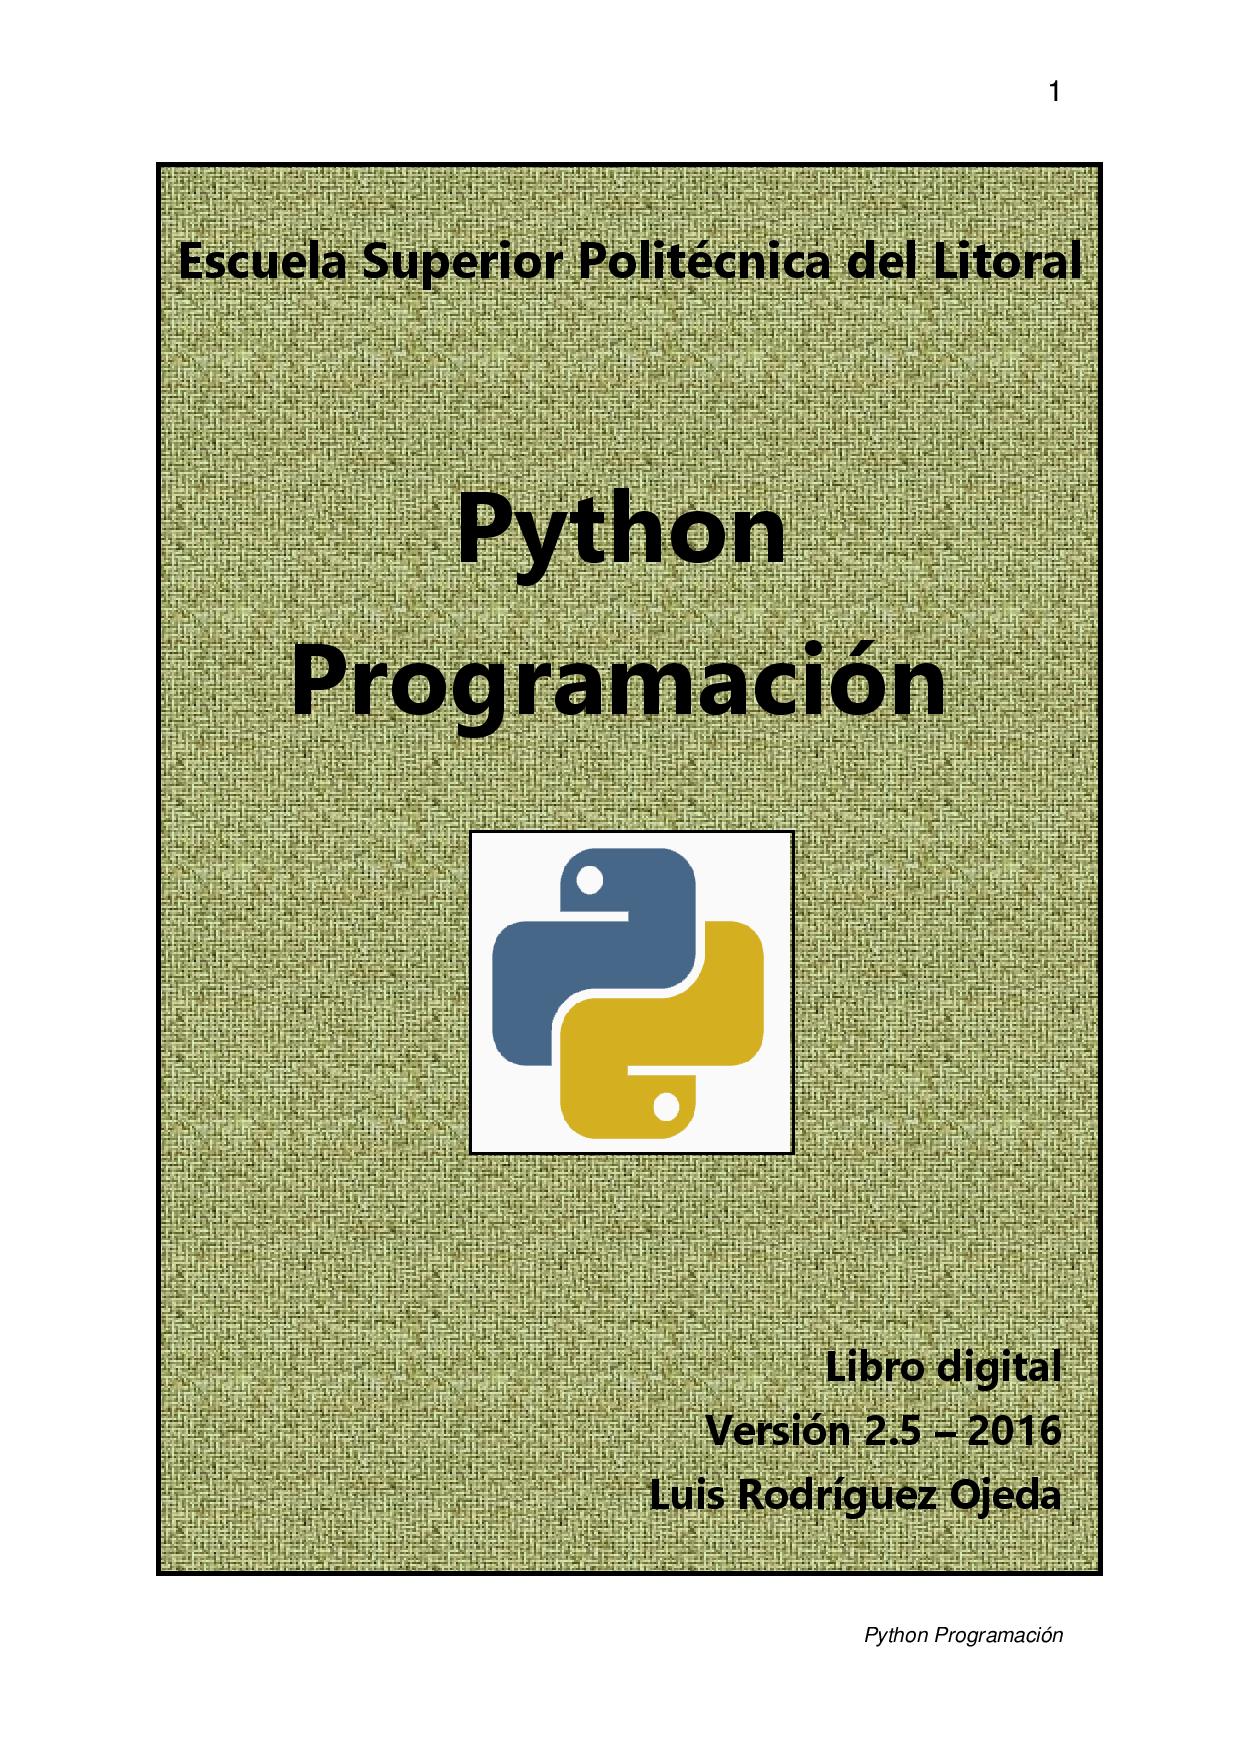 1
Escuela Superior Politécnica del Litoral
Python
Programación
Libro digital
Versión 2.5 – 2016
Luis Rodríguez Ojeda
Python Programación